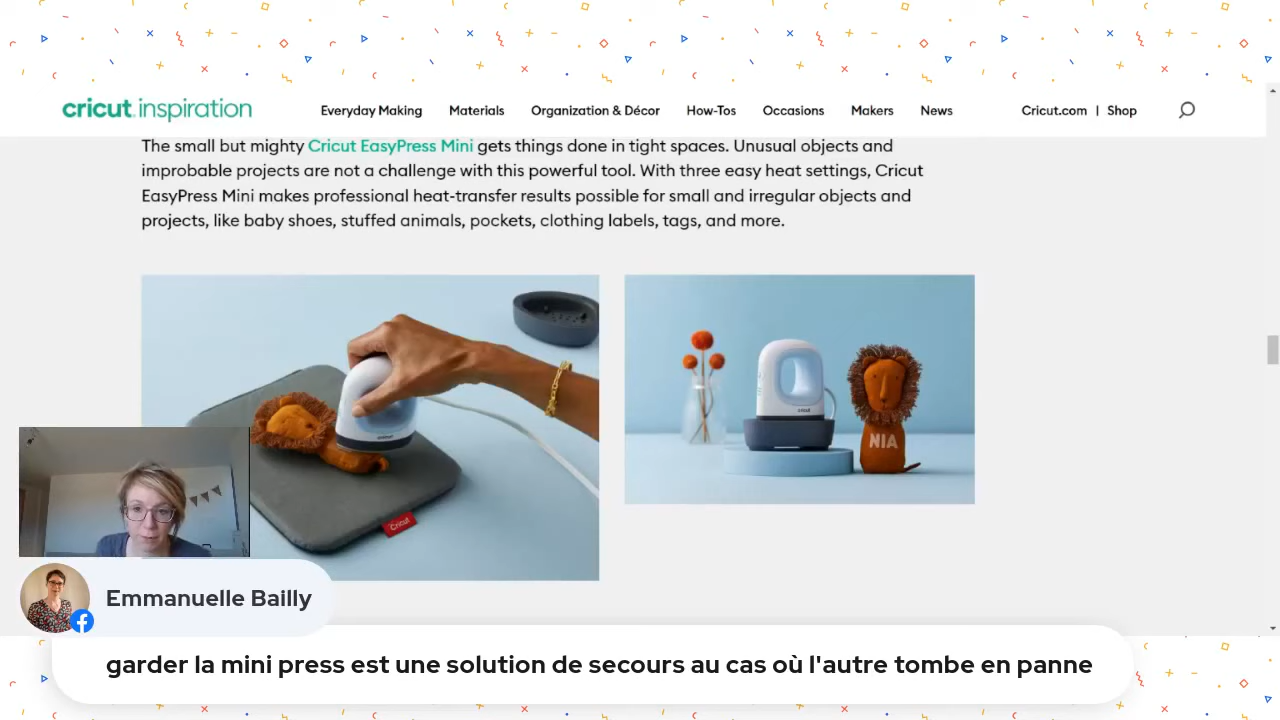 cricut inspiration
Everyday Making Materials Organization & Décor How-Tos Occasions Makers News Cricut.com | Shop
The small but mighty Cricut EasyPress Mini gets things done in tight spaces. Unusual objects and
improbable projects are not a challenge with this powerful tool. With three easy heat settings, Cricut
EasyPress Mini makes professional heat-transfer results possible for small and irregular objects and
projects, like baby shoes, stuffed animals, pockets, clothing labels, tags, and more.
cricut
Cricut
cricut
NIA
Emmanuelle Bailly
garder la mini press est une solution de secours au cas où l'autre tombe en panne